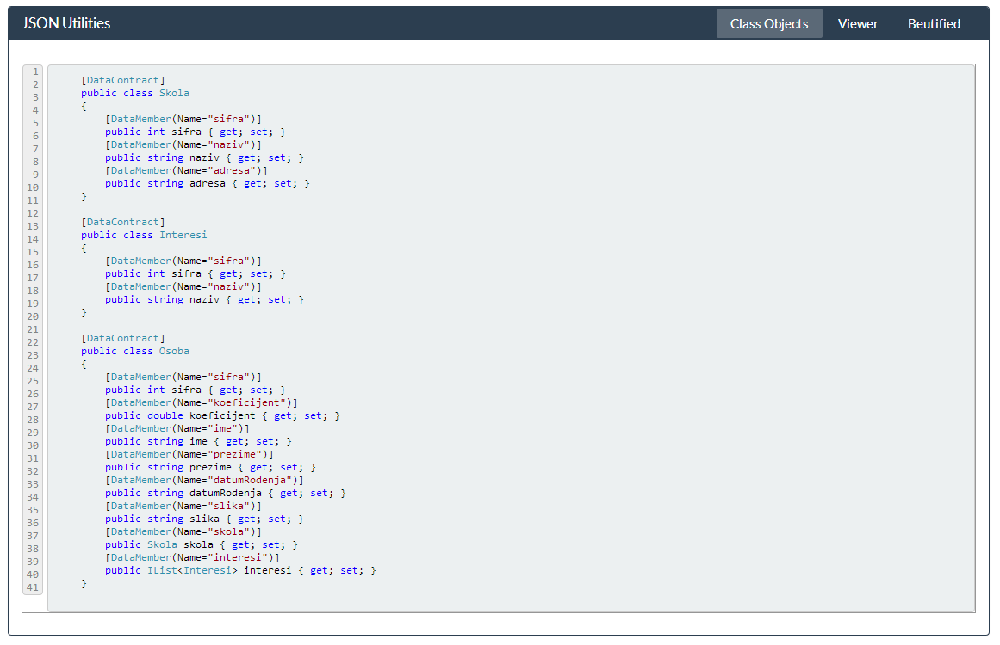 JSON Utilities
Class Objects
Viewer
Beutified
1
2
3
4
5
6
7
8
9
10
11
12
13
14
15
16
17
18
19
20
21
22
23
24
25
26
27
28
29
30
31
32
33
34
35
36
37
38
39
40
41
[DataContract]
public class Skola
{
    [DataMember(Name="sifra")]
    public int sifra { get; set; }
    [DataMember(Name="naziv")]
    public string naziv { get; set; }
    [DataMember(Name="adresa")]
    public string adresa { get; set; }
}
[DataContract]
public class Interesi
{
    [DataMember(Name="sifra")]
    public int sifra { get; set; }
    [DataMember(Name="naziv")]
    public string naziv { get; set; }
}
[DataContract]
public class Osoba
{
    [DataMember(Name="sifra")]
    public int sifra { get; set; }
    [DataMember(Name="koeficijent")]
    public double koeficijent { get; set; }
    [DataMember(Name="ime")]
    public string ime { get; set; }
    [DataMember(Name="prezime")]
    public string prezime { get; set; }
    [DataMember(Name="datumRodenja")]
    public string datumRodenja { get; set; }
    [DataMember(Name="slika")]
    public string slika { get; set; }
    [DataMember(Name="skola")]
    public Skola skola { get; set; }
    [DataMember(Name="interesi")]
    public IList<Interesi> interesi { get; set; }
}